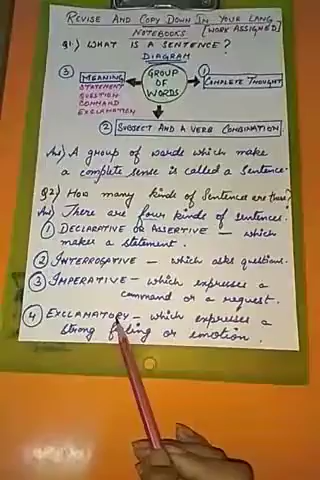 REVISE AND COPY DOWN IN YOUR LANG
NOTEBOOKS [WORK ASSIGNED]
Q1.) WHAT IS A SENTENCE?
DIAGRAM
③ MEANING
STATEMENT
QUESTION
COMMAND
EXCLANATION
GROUP
OF
WORDS
①
COMPLETE THOUGHT
② SUBJECT AND A VERB COMBINATION
Ans) A group of words which make
a complete sense is called a Sentence.
Q2) How many kinds of Sentences are there?
Ans) There are four kinds of sentences.
① DECLARATIVE OR ASSERTIVE – which
makes a statement.
② INTERROGATIVE – which asks questions.
③ IMPERATIVE – which expresses a
command or a request.
④ EXCLANATORY – which expresses a
strong feeling or emotion.